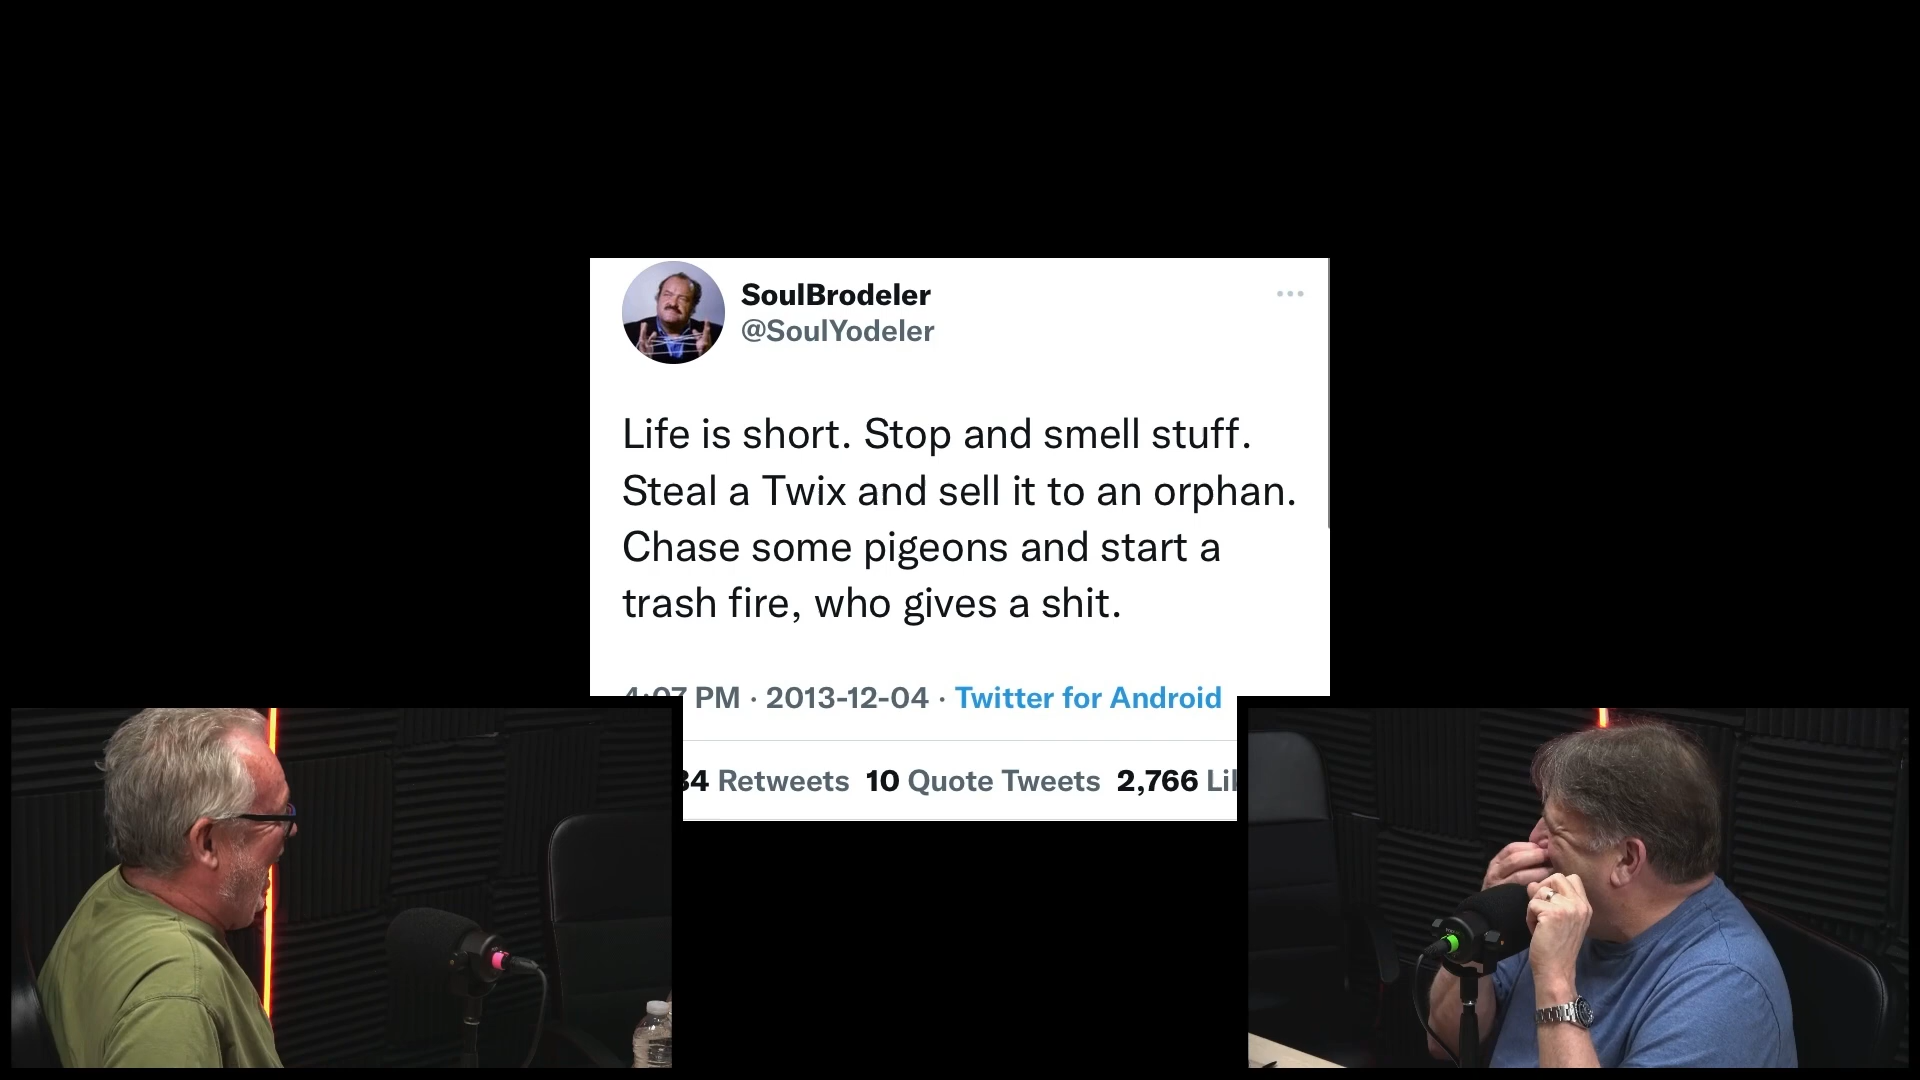 SoulBrodeler
@SoulYodeler
Life is short. Stop and smell stuff.
Steal a Twix and sell it to an orphan.
Chase some pigeons and start a
trash fire, who gives a shit.
4:07 PM · 2013-12-04 · Twitter for Android
Retweets 10 Quote Tweets 2,766